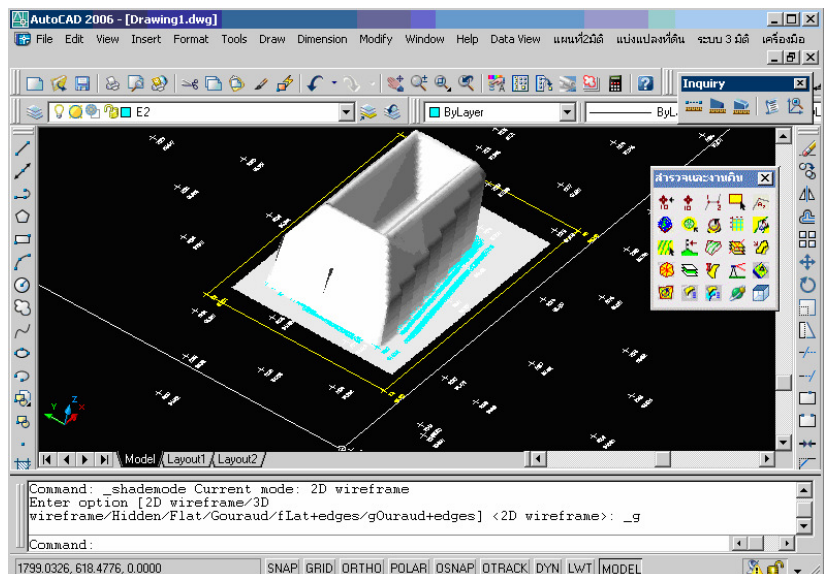 AutoCAD 2006 - [Drawing1.dwg]
File Edit View Insert Format Tools Draw Dimension Modify Window Help Data View แผนที่2มิติ แบ่งแปลงที่ดิน ระบบ 3 มิติ เครื่องมือ
Inquiry
E2 ByLayer ByL
สำรวจและงานดิน
Y Z X
Model Layout1 Layout2
Command: _shademode Current mode: 2D wireframe
Enter option [2D wireframe/3D
wireframe/Hidden/Flat/Gouraud/fLat+edges/gOuraud+edges] <2D wireframe>: _g
Command:
1799.0326, 618.4776, 0.0000 SNAP GRID ORTHO POLAR OSNAP OTRACK DYN LWT MODEL